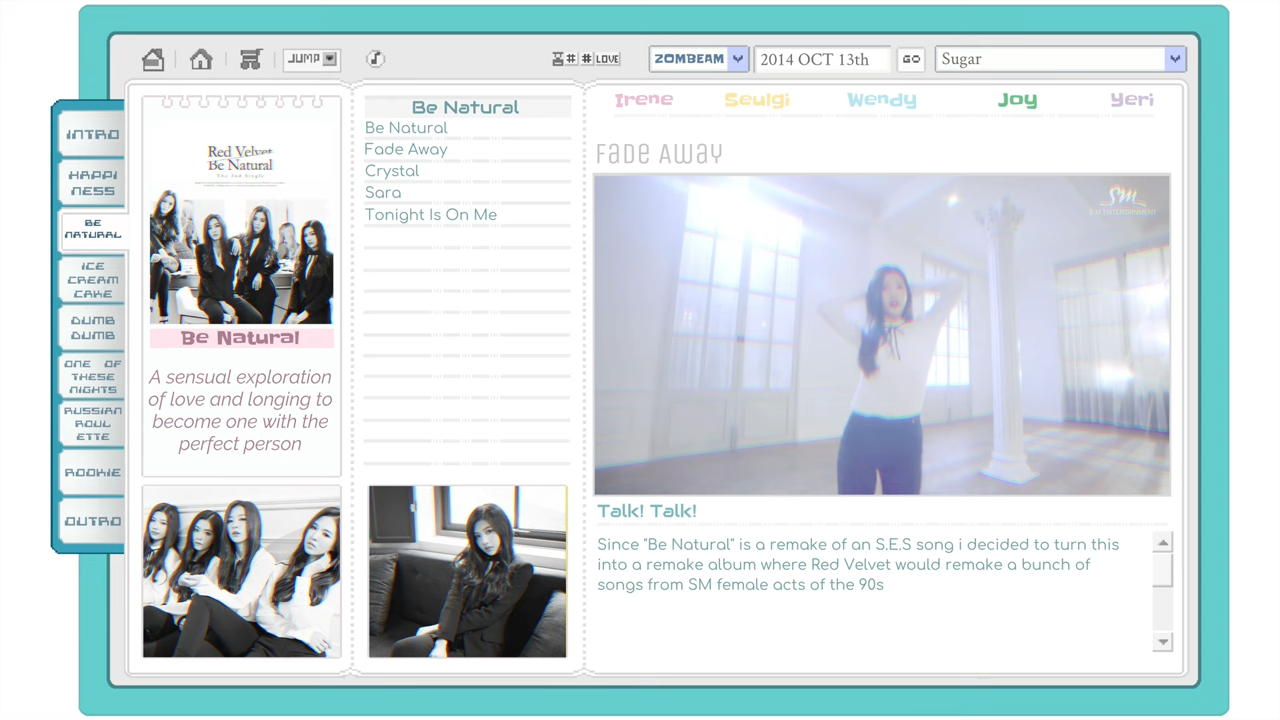 JUMP
# # LOVE
ZOMBEAM
2014 OCT 13th
GO
Sugar
INTRO
HAPPI
NESS
BE
NATURAL
ICE
CREAM
CAKE
DUMB
DUMB
ONE OF
THESE
NIGHTS
RUSSIAN
ROUL
ETTE
ROOKIE
OUTRO
Red Velvet
Be Natural
The 2nd Single
Be Natural
A sensual exploration
of love and longing to
become one with the
perfect person
Be Natural
Be Natural
Fade Away
Crystal
Sara
Tonight Is On Me
Irene Seulgi Wendy Joy Yeri
Fade Away
SM
S.M.ENTERTAINMENT
Talk! Talk!
Since "Be Natural" is a remake of an S.E.S song i decided to turn this
into a remake album where Red Velvet would remake a bunch of
songs from SM female acts of the 90s